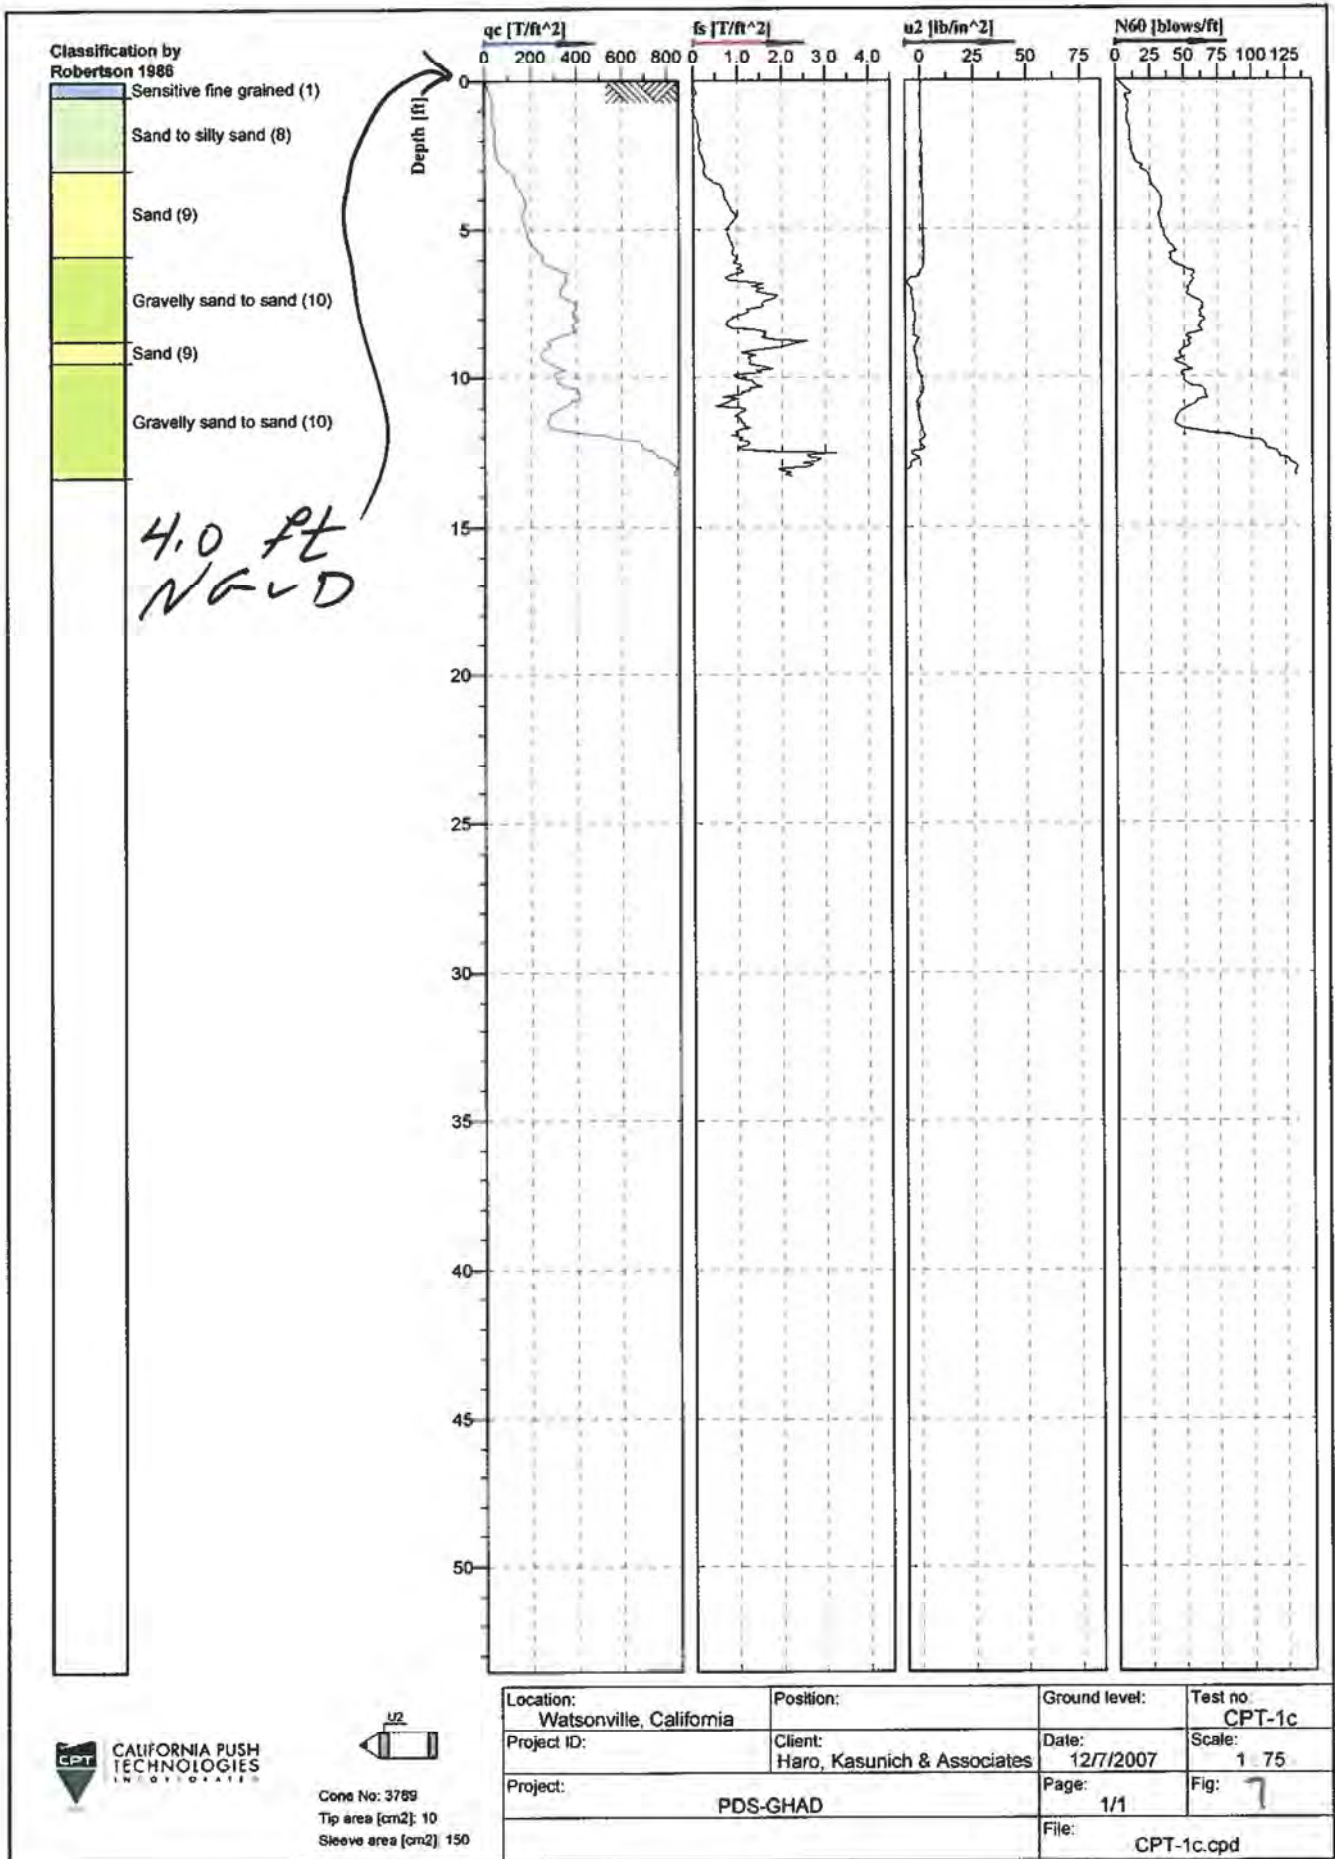 Classification by
Robertson 1986
Sensitive fine grained (1)
Sand to silly sand (8)
Sand (9)
Gravelly sand to sand (10)
Sand (9)
Gravelly sand to sand (10)
4.0 ft
NGVD
qc [T/ft^2]
0 200 400 600 800
fs [T/ft^2]
0 1.0 2.0 3.0 4.0
u2 [lb/in^2]
0 25 50 75
N60 [blows/ft]
0 25 50 75 100 125
Depth [ft]
0
5
10
15
20
25
30
35
40
45
50
CPT
CALIFORNIA PUSH
TECHNOLOGIES
INCORPORATED
U2
Cone No: 3789
Tip area [cm2]: 10
Sleeve area [cm2]: 150
Location:
Watsonville, California
Position:
Ground level:
Test no:
CPT-1c
Project ID:
Client:
Haro, Kasunich & Associates
Date:
12/7/2007
Scale:
1 75
Project:
PDS-GHAD
Page:
1/1
Fig:
7
File:
CPT-1c.cpd